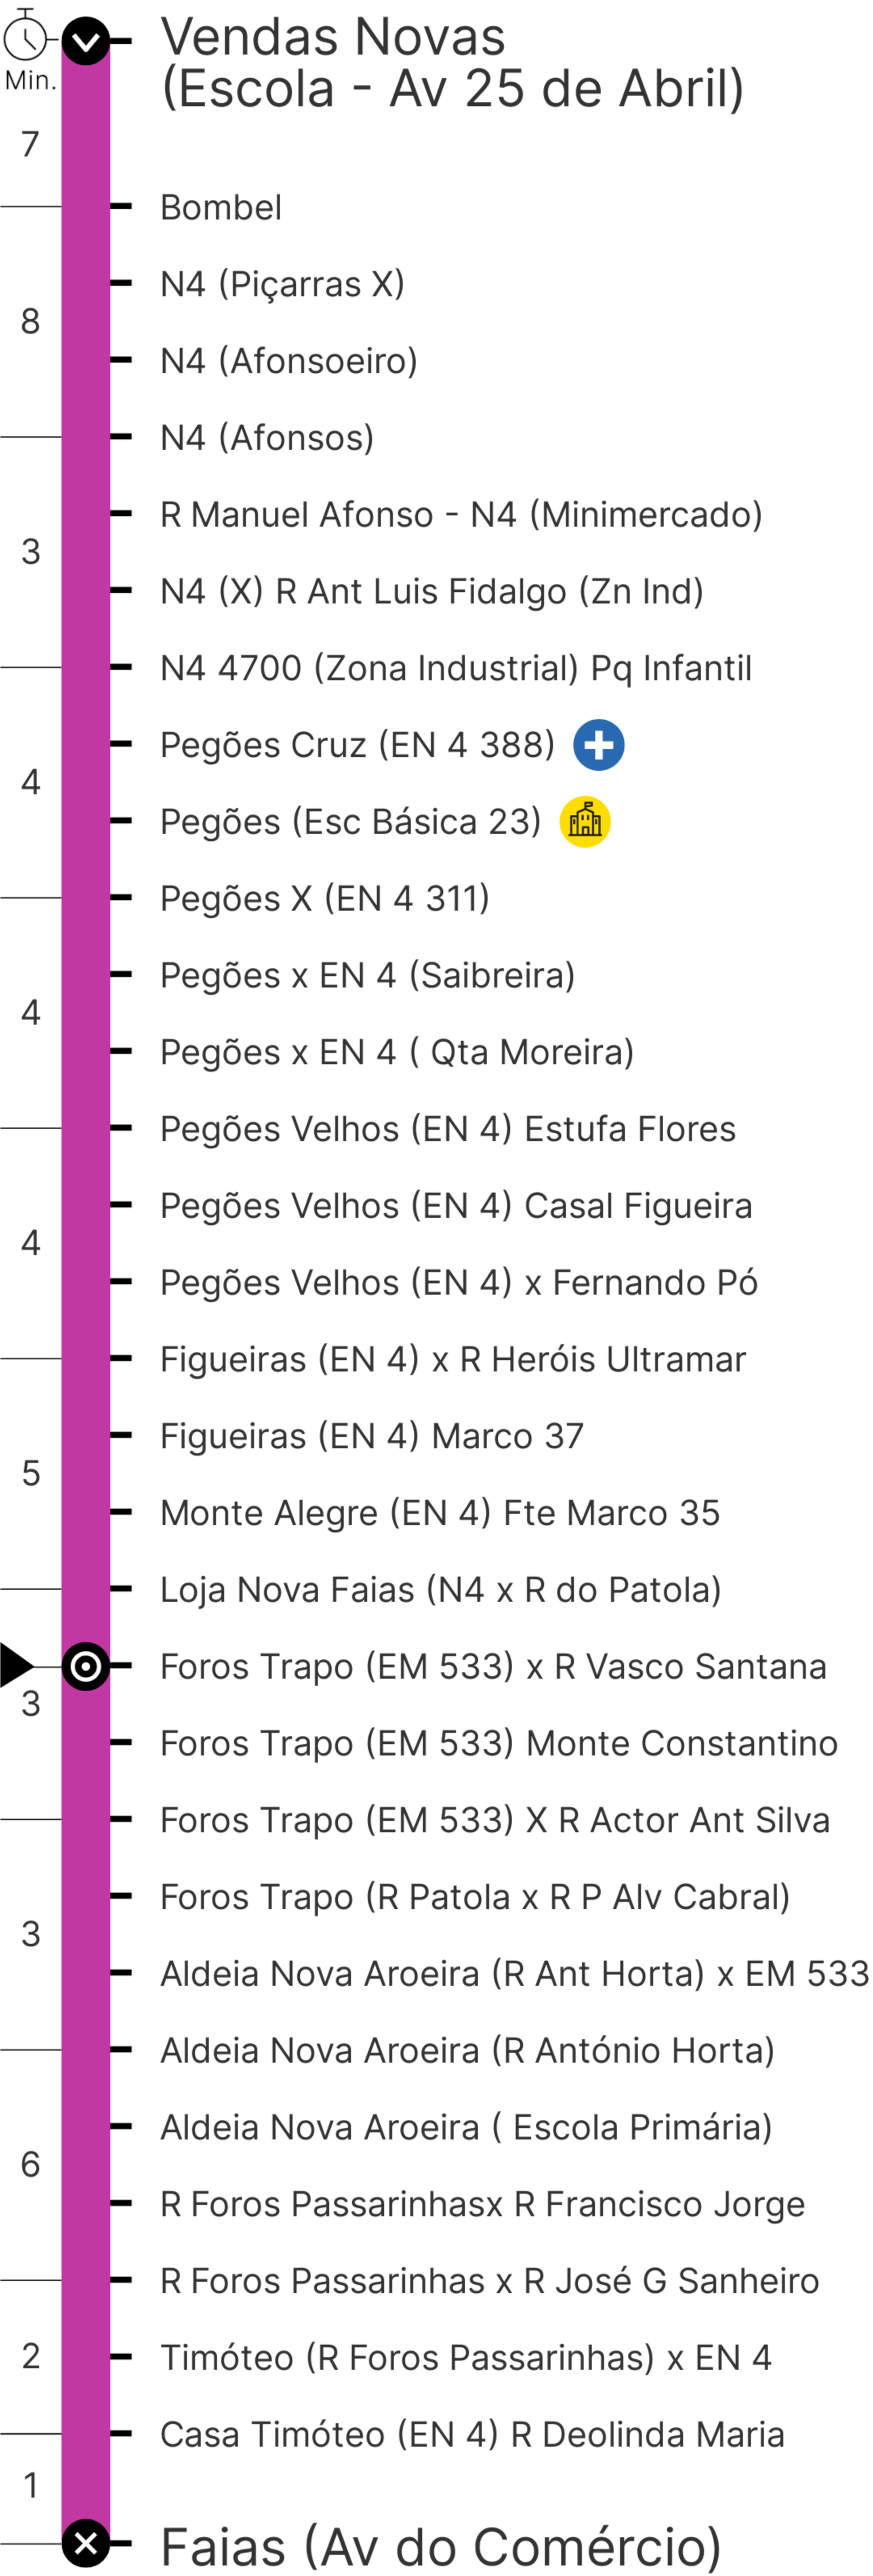 Vendas Novas
(Escola - Av 25 de Abril)
Min.
7
Bombel
N4 (Piçarras X)
8
N4 (Afonsoeiro)
N4 (Afonsos)
R Manuel Afonso - N4 (Minimercado)
3
N4 (X) R Ant Luis Fidalgo (Zn Ind)
N4 4700 (Zona Industrial) Pq Infantil
Pegões Cruz (EN 4 388)
4
Pegões (Esc Básica 23)
Pegões X (EN 4 311)
Pegões x EN 4 (Saibreira)
4
Pegões x EN 4 ( Qta Moreira)
Pegões Velhos (EN 4) Estufa Flores
Pegões Velhos (EN 4) Casal Figueira
4
Pegões Velhos (EN 4) x Fernando Pó
Figueiras (EN 4) x R Heróis Ultramar
Figueiras (EN 4) Marco 37
5
Monte Alegre (EN 4) Fte Marco 35
Loja Nova Faias (N4 x R do Patola)
Foros Trapo (EM 533) x R Vasco Santana
3
Foros Trapo (EM 533) Monte Constantino
Foros Trapo (EM 533) X R Actor Ant Silva
Foros Trapo (R Patola x R P Alv Cabral)
3
Aldeia Nova Aroeira (R Ant Horta) x EM 533
Aldeia Nova Aroeira (R António Horta)
Aldeia Nova Aroeira ( Escola Primária)
6
R Foros Passarinhasx R Francisco Jorge
R Foros Passarinhas x R José G Sanheiro
2
Timóteo (R Foros Passarinhas) x EN 4
Casa Timóteo (EN 4) R Deolinda Maria
1
Faias (Av do Comércio)